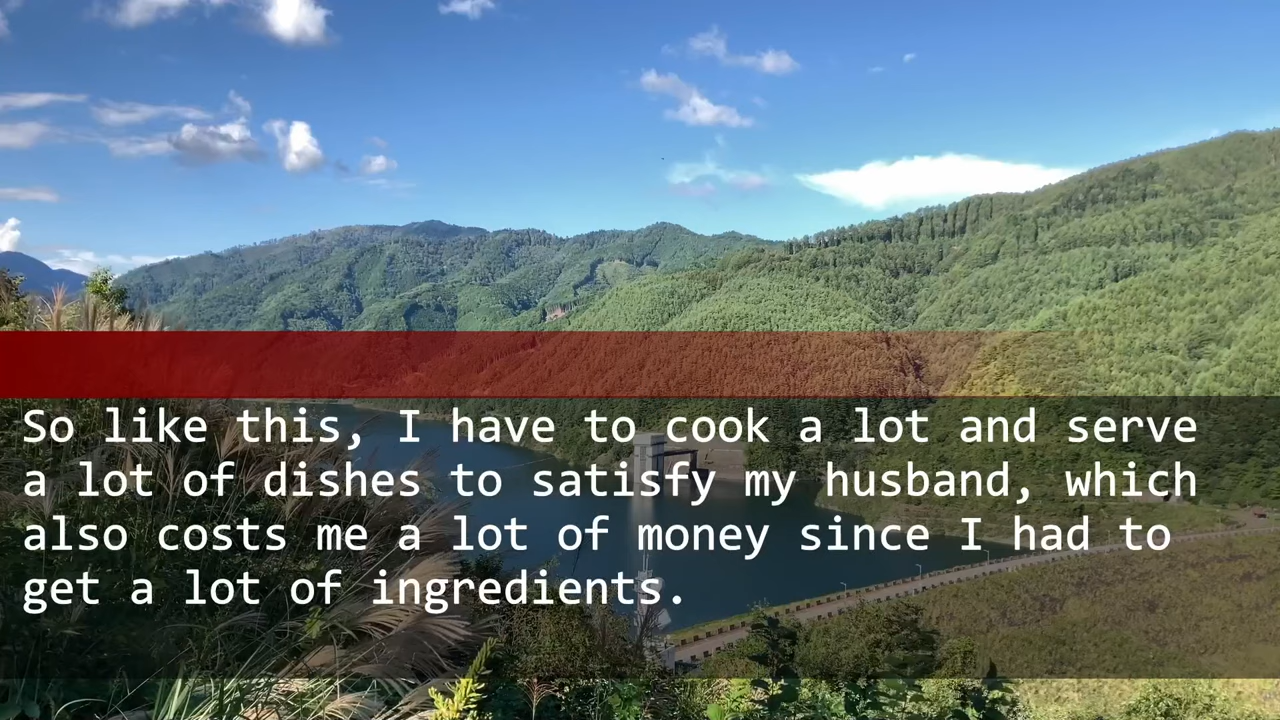 So like this, I have to cook a lot and serve
a lot of dishes to satisfy my husband, which
also costs me a lot of money since I had to
get a lot of ingredients.